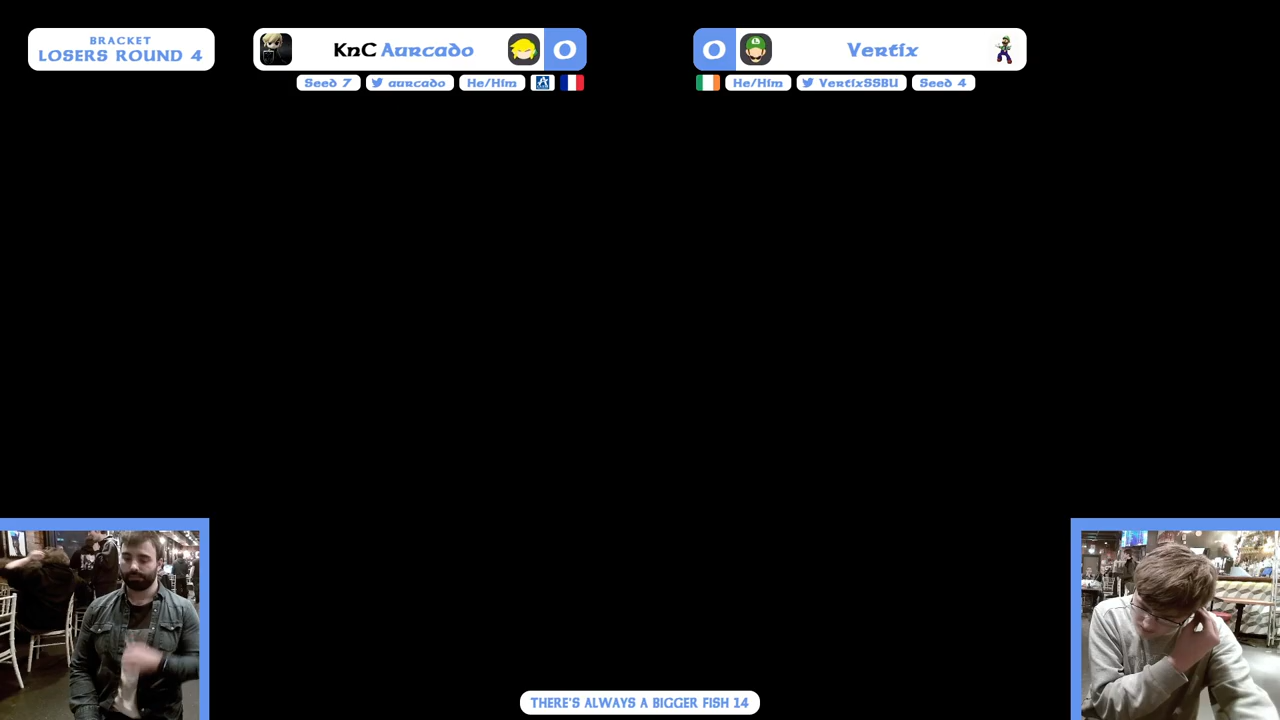 BRACKET
LOSERS ROUND 4
KnC Aurcado
0
0
Vertix
Seed 7
aurcado
He/Him
He/Him
VertixSSBU
Seed 4
THERE'S ALWAYS A BIGGER FISH 14